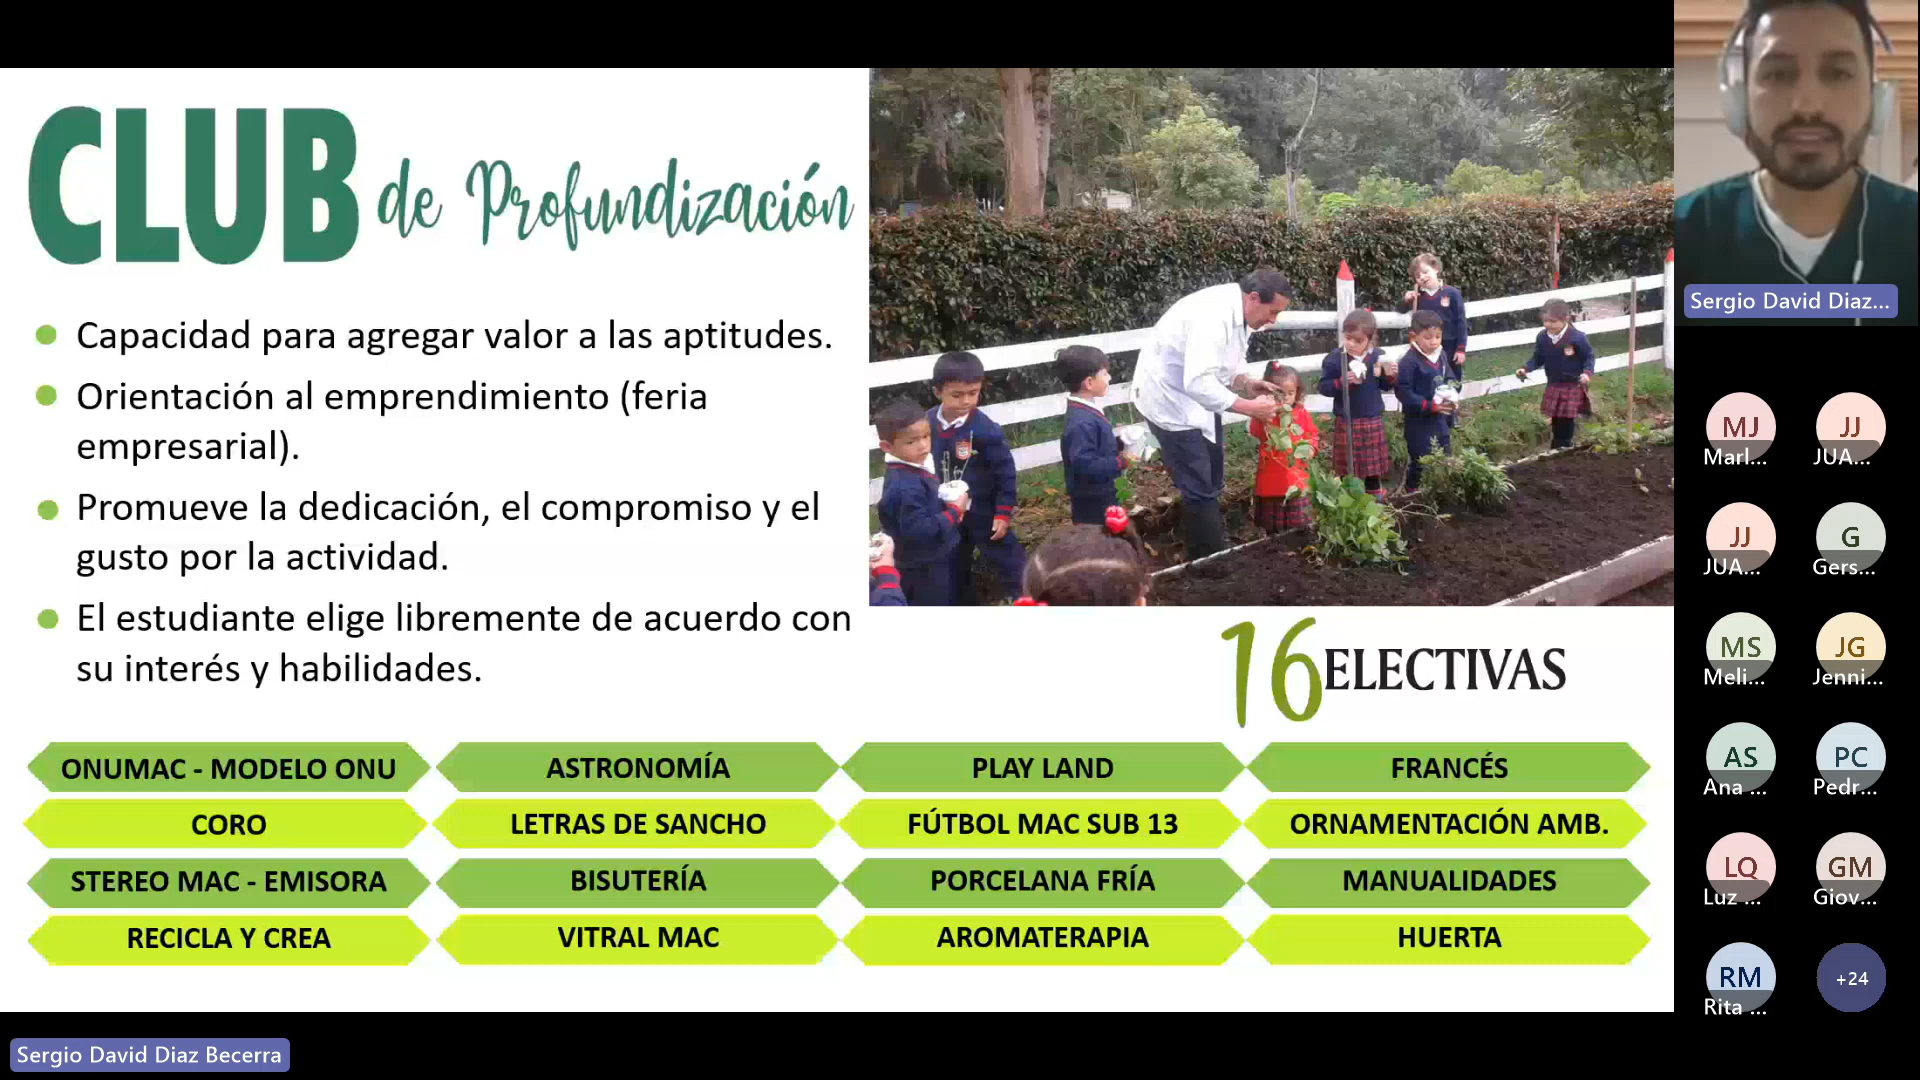 CLUB de Profundización
Capacidad para agregar valor a las aptitudes.
Orientación al emprendimiento (feria
empresarial).
Promueve la dedicación, el compromiso y el
gusto por la actividad.
El estudiante elige libremente de acuerdo con
su interés y habilidades.
16 ELECTIVAS
ONUMAC - MODELO ONU
ASTRONOMÍA
PLAY LAND
FRANCÉS
CORO
LETRAS DE SANCHO
FÚTBOL MAC SUB 13
ORNAMENTACIÓN AMB.
STEREO MAC - EMISORA
BISUTERÍA
PORCELANA FRÍA
MANUALIDADES
RECICLA Y CREA
VITRAL MAC
AROMATERAPIA
HUERTA
Sergio David Diaz Becerra
Sergio David Diaz...
MJ
Marl...
JJ
JUA...
JJ
JUA...
G
Gers...
MS
Meli...
JG
Jenni...
AS
Ana ...
PC
Pedr...
LQ
Luz ...
GM
Giov...
RM
Rita ...
+24